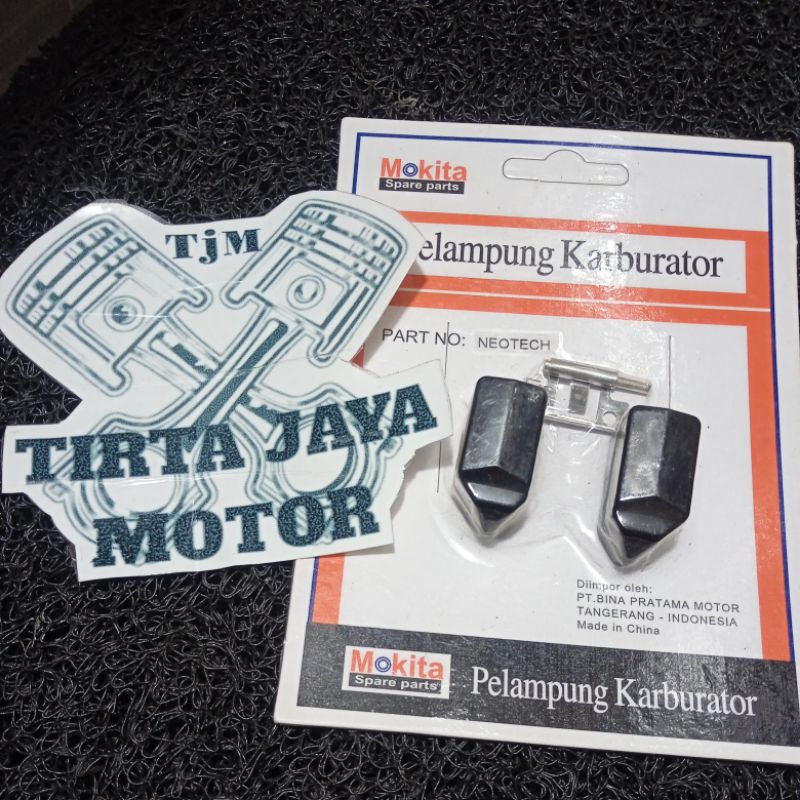 TjM
TIRTA JAYA
MOTOR
Mokita
Spare parts
Pelampung Karburator
PART NO: NEOTECH
Diimpor oleh:
PT.BINA PRATAMA MOTOR
TANGERANG - INDONESIA
Made in China
Mokita
Spare parts
Pelampung Karburator